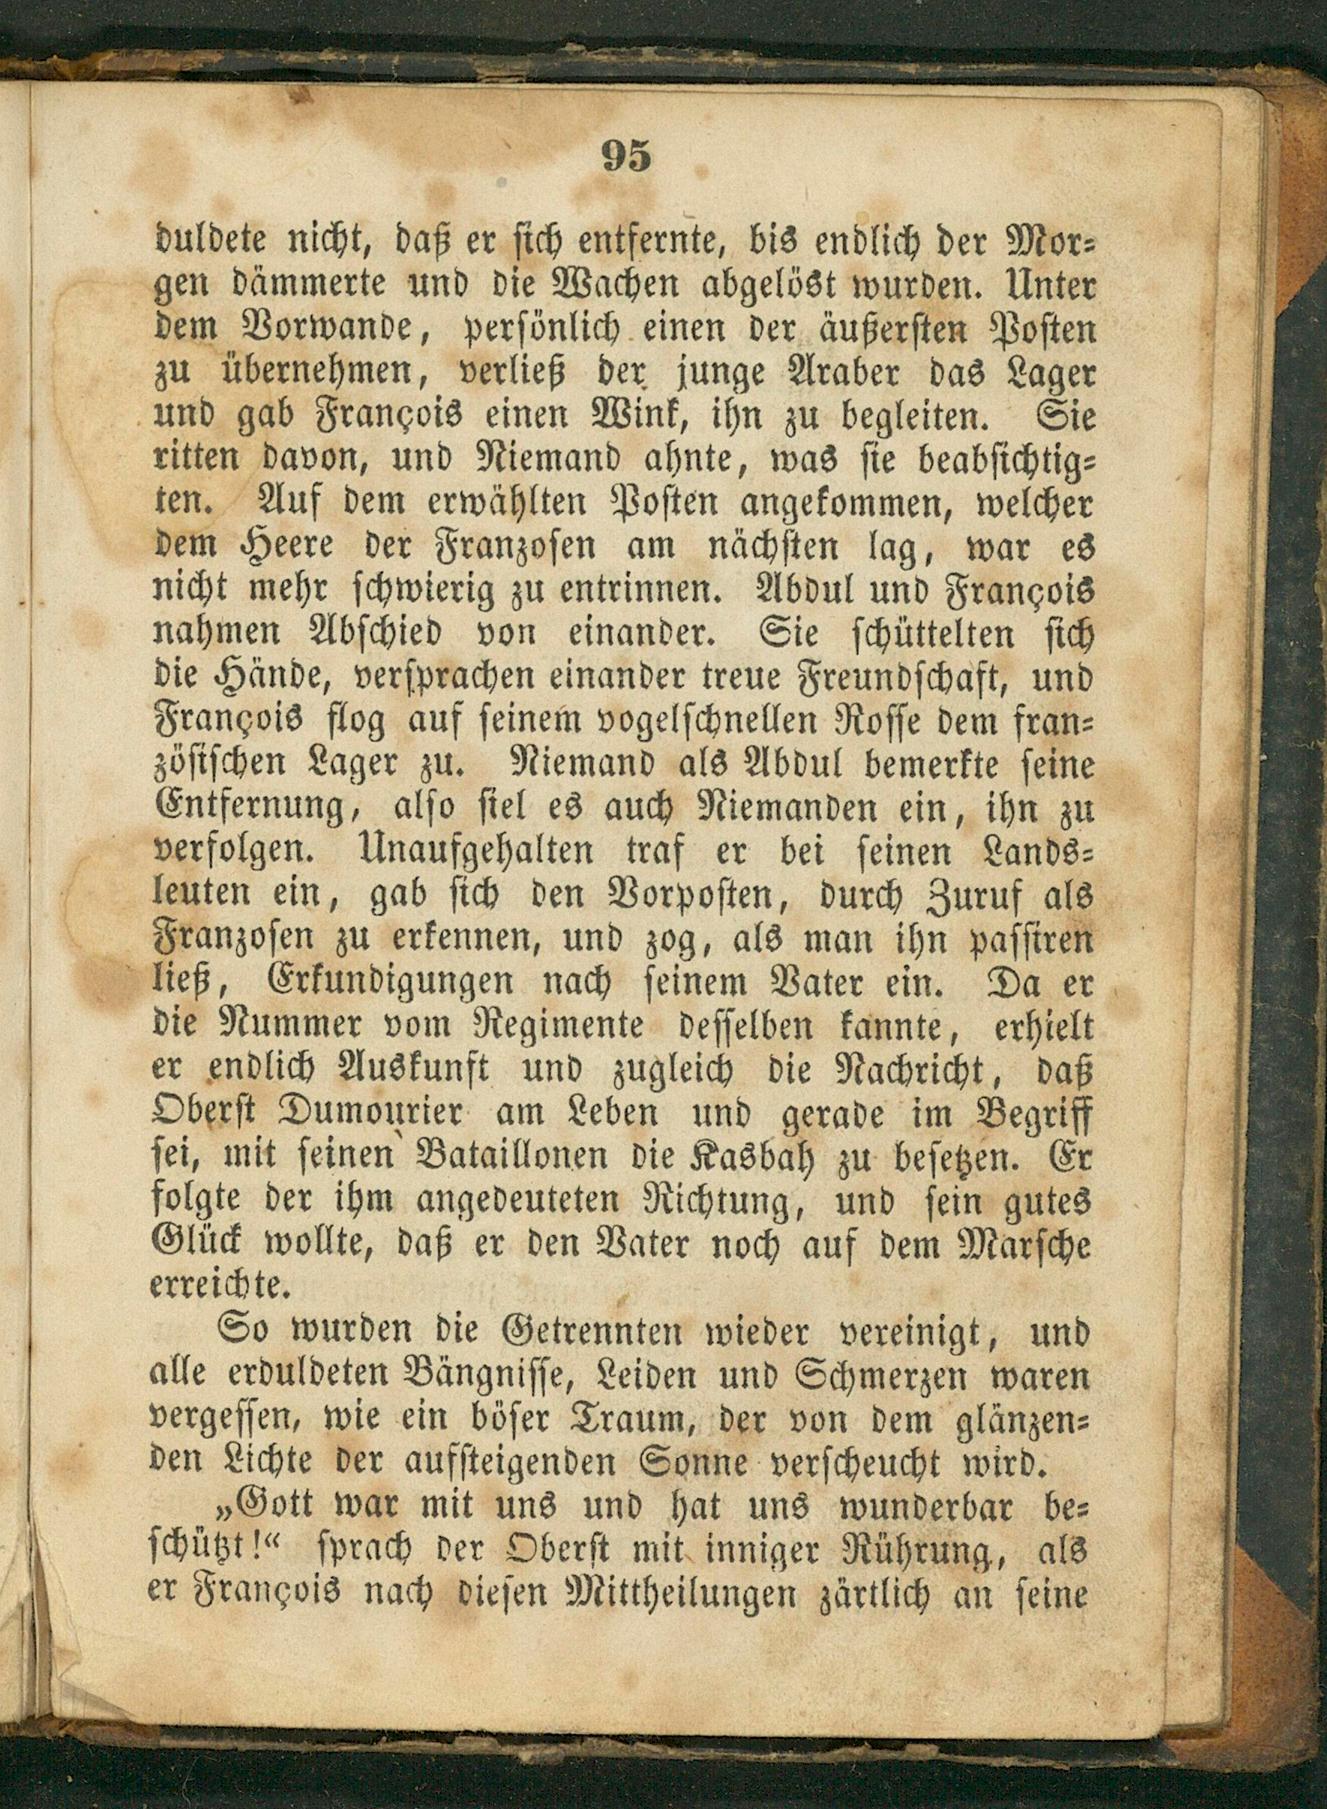 95
duldete nicht, daß er sich entfernte, bis endlich der Mor-
gen dämmerte und die Wachen abgelöst wurden. Unter
dem Vorwande, persönlich einen der äußersten Posten
zu übernehmen, verließ der junge Araber das Lager
und gab François einen Wink, ihn zu begleiten. Sie
ritten davon, und Niemand ahnte, was sie beabsichtig-
ten. Auf dem erwählten Posten angekommen, welcher
dem Heere der Franzosen am nächsten lag, war es
nicht mehr schwierig zu entrinnen. Abdul und François
nahmen Abschied von einander. Sie schüttelten sich
die Hände, versprachen einander treue Freundschaft, und
François flog auf seinem vogelschnellen Rosse dem fran-
zösischen Lager zu. Niemand als Abdul bemerkte seine
Entfernung, also fiel es auch Niemanden ein, ihn zu
verfolgen. Unaufgehalten traf er bei seinen Lands-
leuten ein, gab sich den Vorposten, durch Zuruf als
Franzosen zu erkennen, und zog, als man ihn passiren
ließ, Erkundigungen nach seinem Vater ein. Da er
die Nummer vom Regimente desselben kannte, erhielt
er endlich Auskunft und zugleich die Nachricht, daß
Oberst Dumourier am Leben und gerade im Begriff
sei, mit seinen Bataillonen die Kasbah zu besetzen. Er
folgte der ihm angedeuteten Richtung, und sein gutes
Glück wollte, daß er den Vater noch auf dem Marsche
erreichte.
So wurden die Getrennten wieder vereinigt, und
alle erduldeten Bängnisse, Leiden und Schmerzen waren
vergessen, wie ein böser Traum, der von dem glänzen-
den Lichte der aufsteigenden Sonne verscheucht wird.
„Gott war mit uns und hat uns wunderbar be-
schützt!“ sprach der Oberst mit inniger Rührung, als
er François nach diesen Mittheilungen zärtlich an seine